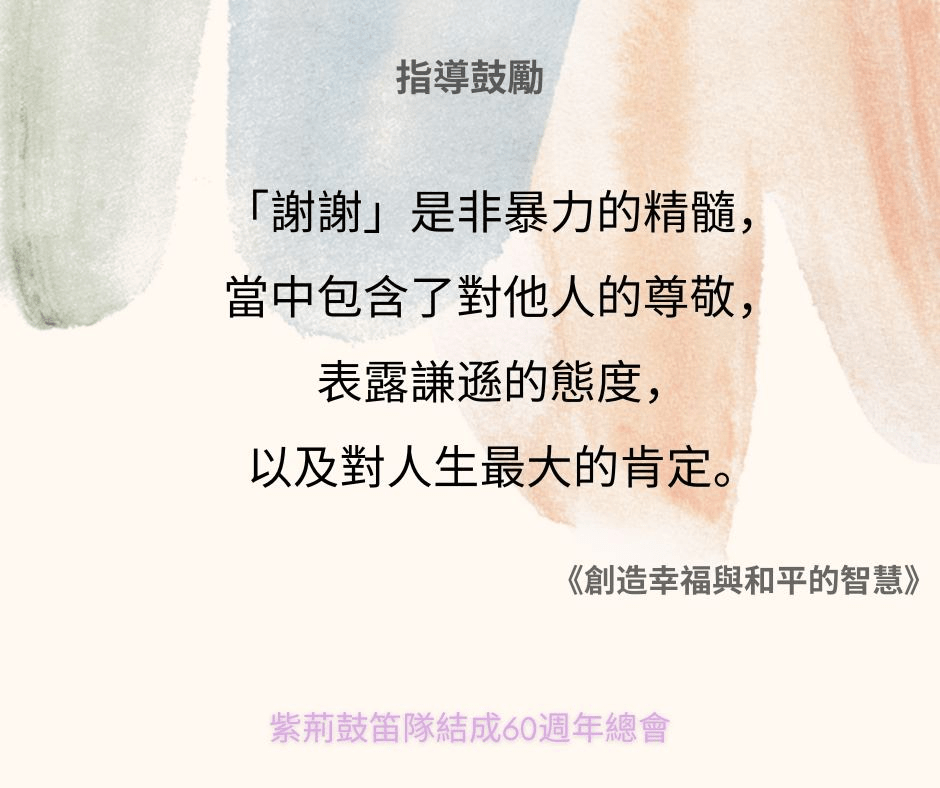 指導鼓勵
「謝謝」是非暴力的精髓，
當中包含了對他人的尊敬，
表露謙遜的態度，
以及對人生最大的肯定。
《創造幸福與和平的智慧》
紫荊鼓笛隊結成60週年總會